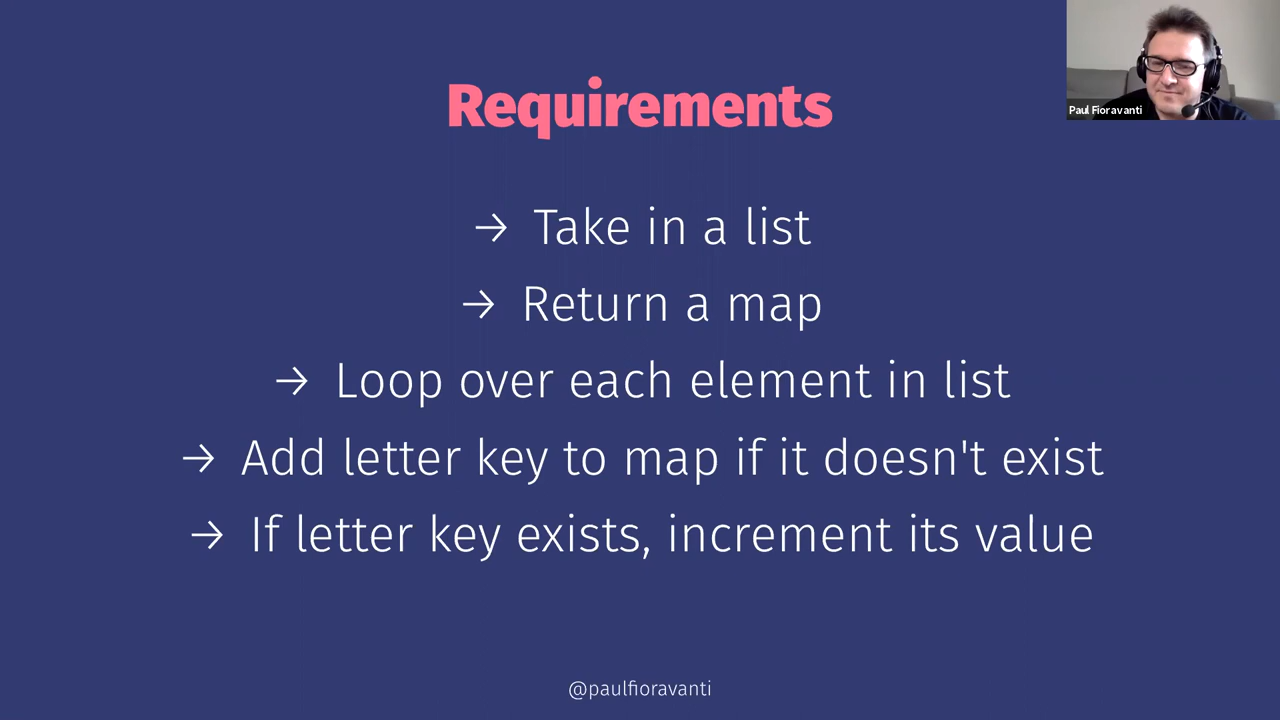 Requirements
Paul Fioravanti
→ Take in a list
→ Return a map
→ Loop over each element in list
→ Add letter key to map if it doesn't exist
→ If letter key exists, increment its value
@paulfioravanti